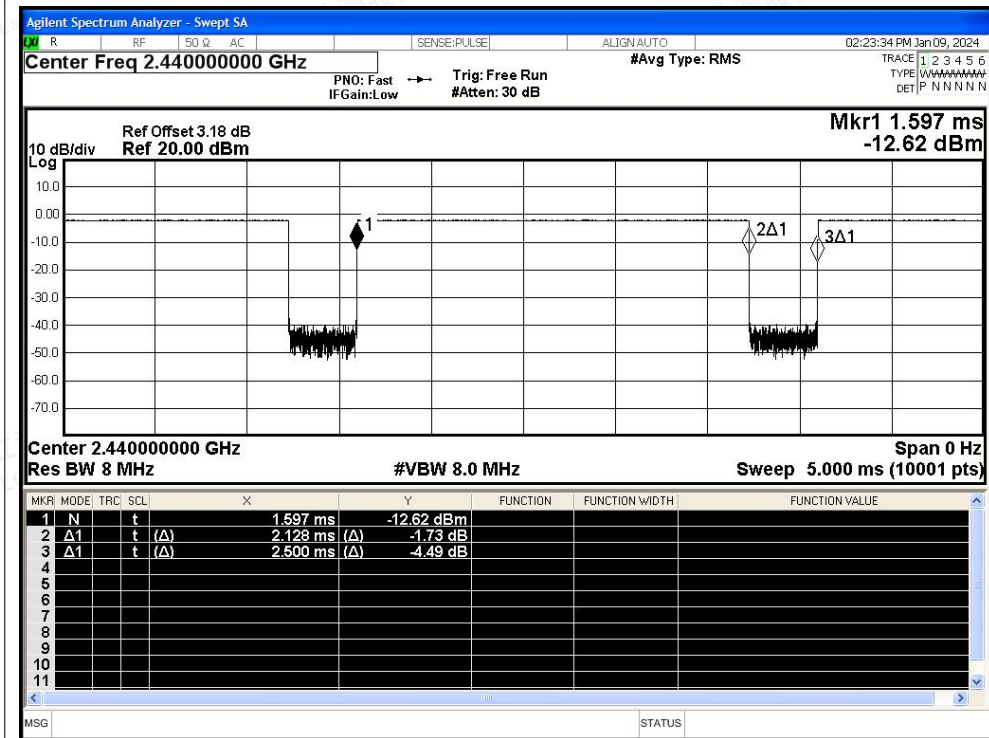 Agilent Spectrum Analyzer - Swept SA
LXI R RF 50 Ω AC SENSE:PULSE ALIGN AUTO 02:23:34 PM Jan 09, 2024
Center Freq 2.440000000 GHz #Avg Type: RMS TRACE 1 2 3 4 5 6
PNO: Fast Trig: Free Run TYPE WWWWWW
IFGain:Low #Atten: 30 dB DET P N N N N N
Mkr1 1.597 ms
Ref Offset 3.18 dB
10 dB/div Ref 20.00 dBm -12.62 dBm
Log
10.0
0.00
1
2Δ1
3Δ1
-10.0
-20.0
-30.0
-40.0
-50.0
-60.0
-70.0
Center 2.440000000 GHz Span 0 Hz
Res BW 8 MHz #VBW 8.0 MHz Sweep 5.000 ms (10001 pts)
MKR MODE TRC SCL X Y FUNCTION FUNCTION WIDTH FUNCTION VALUE
1 N t 1.597 ms -12.62 dBm
2 Δ1 t (Δ) 2.128 ms (Δ) -1.73 dB
3 Δ1 t (Δ) 2.500 ms (Δ) -4.49 dB
4
5
6
7
8
9
10
11
MSG STATUS